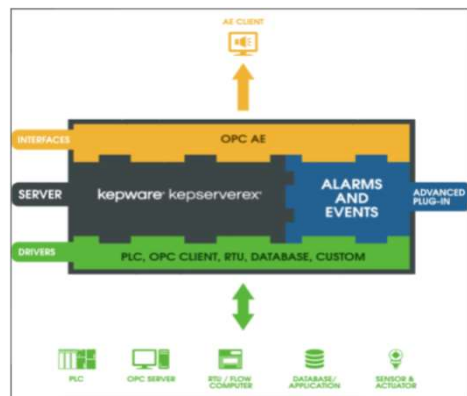 AE CLIENT
INTERFACES
OPC AE
SERVER
kepware® kepserverex®
ALARMS
AND
EVENTS
ADVANCED
PLUG-IN
DRIVERS
PLC, OPC CLIENT, RTU, DATABASE, CUSTOM
PLC
OPC SERVER
RTU / FLOW
COMPUTER
DATABASE/
APPLICATION
SENSOR &
ACTUATOR